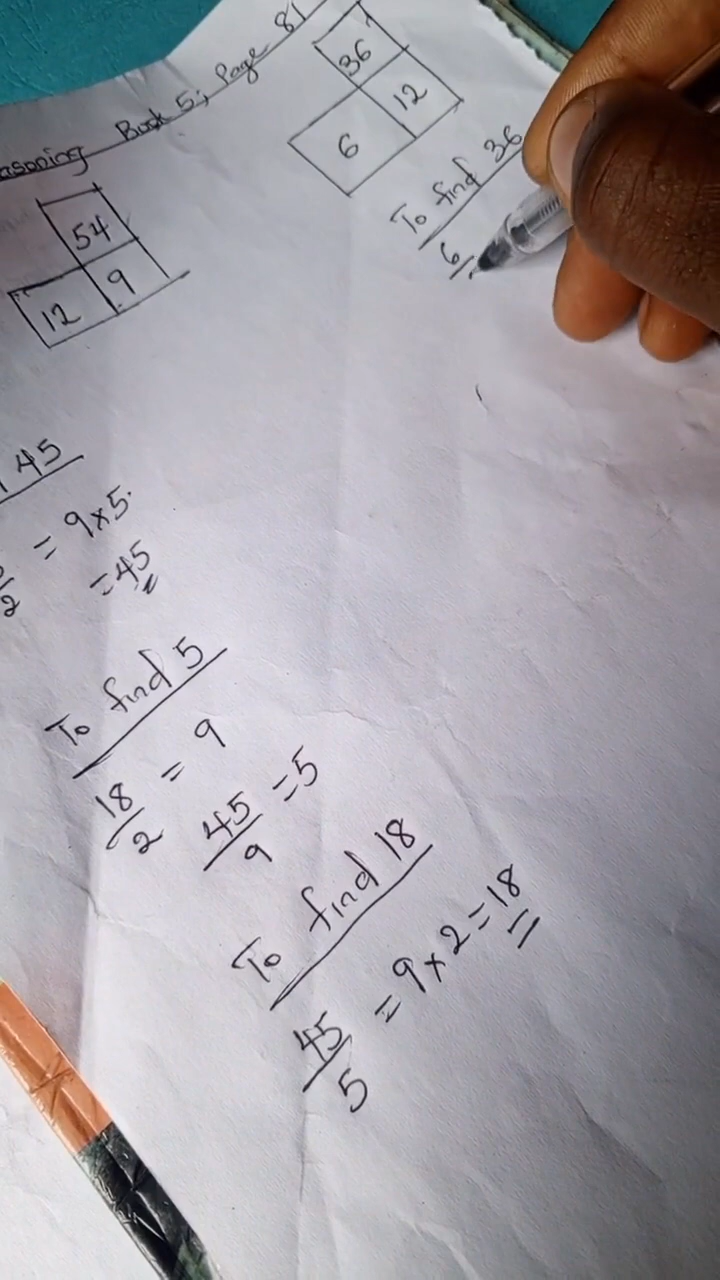 Book 5; Page 81
36
12
6
54
12 9
To find 36
6
45
= 9x5
2
=45
To find 5
18/2 = 9
45/9 =5
To find 18
45/5 = 9x2=18